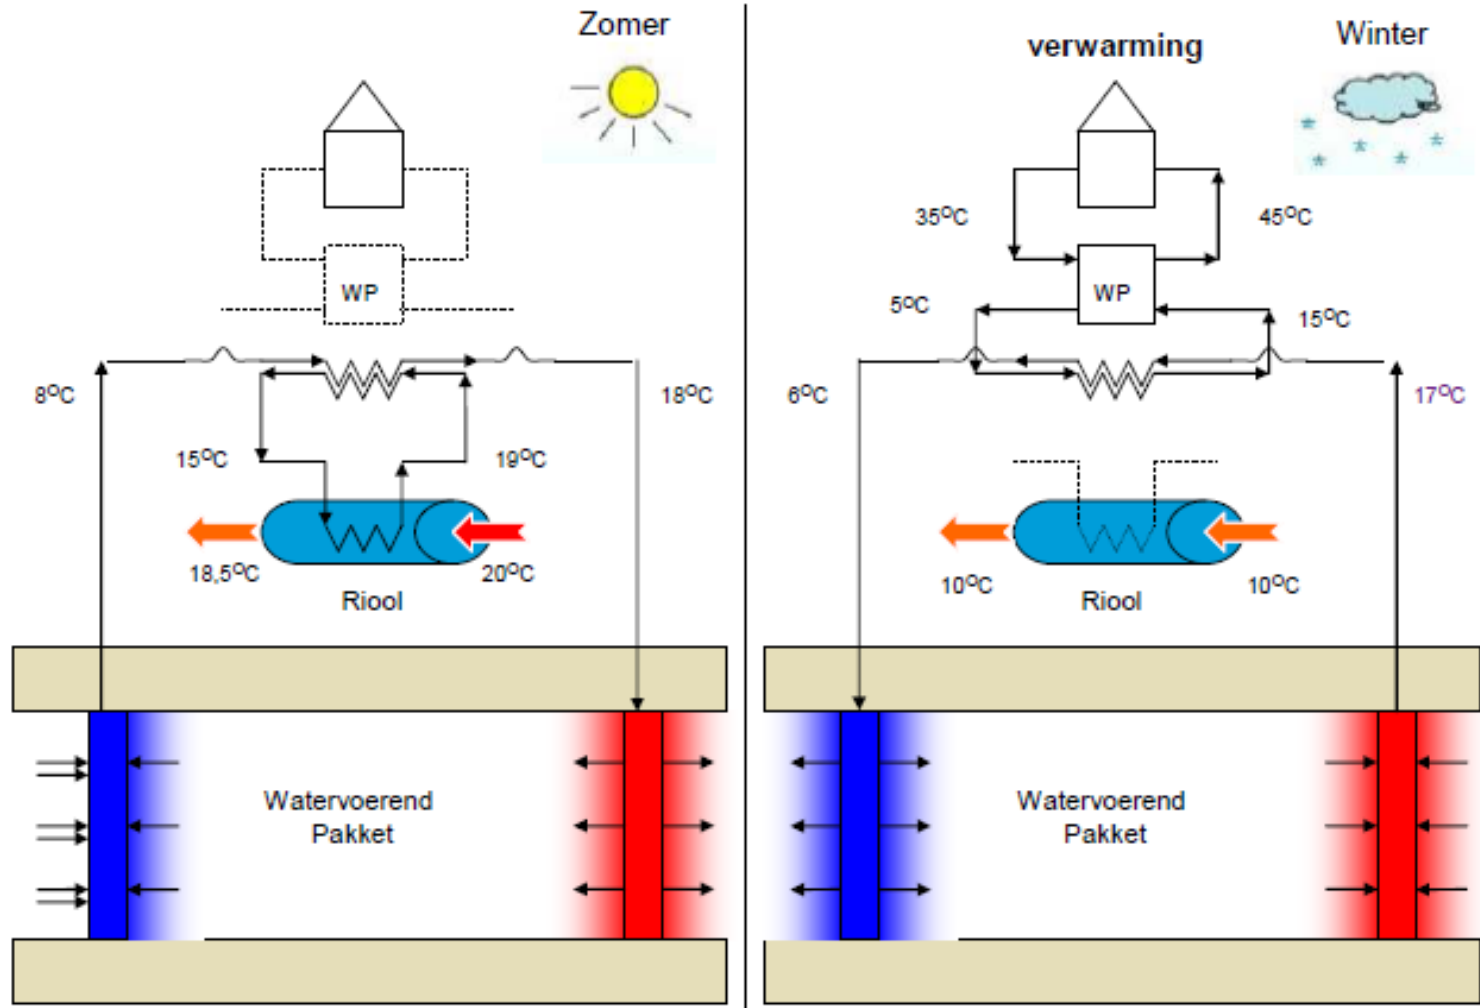 Zomer
WP
8ºC
18ºC
15ºC
19ºC
18,5ºC
20ºC
Riool
Watervoerend
Pakket
Winter
verwarming
35ºC
45ºC
WP
5ºC
15ºC
6ºC
17ºC
10ºC
10ºC
Riool
Watervoerend
Pakket